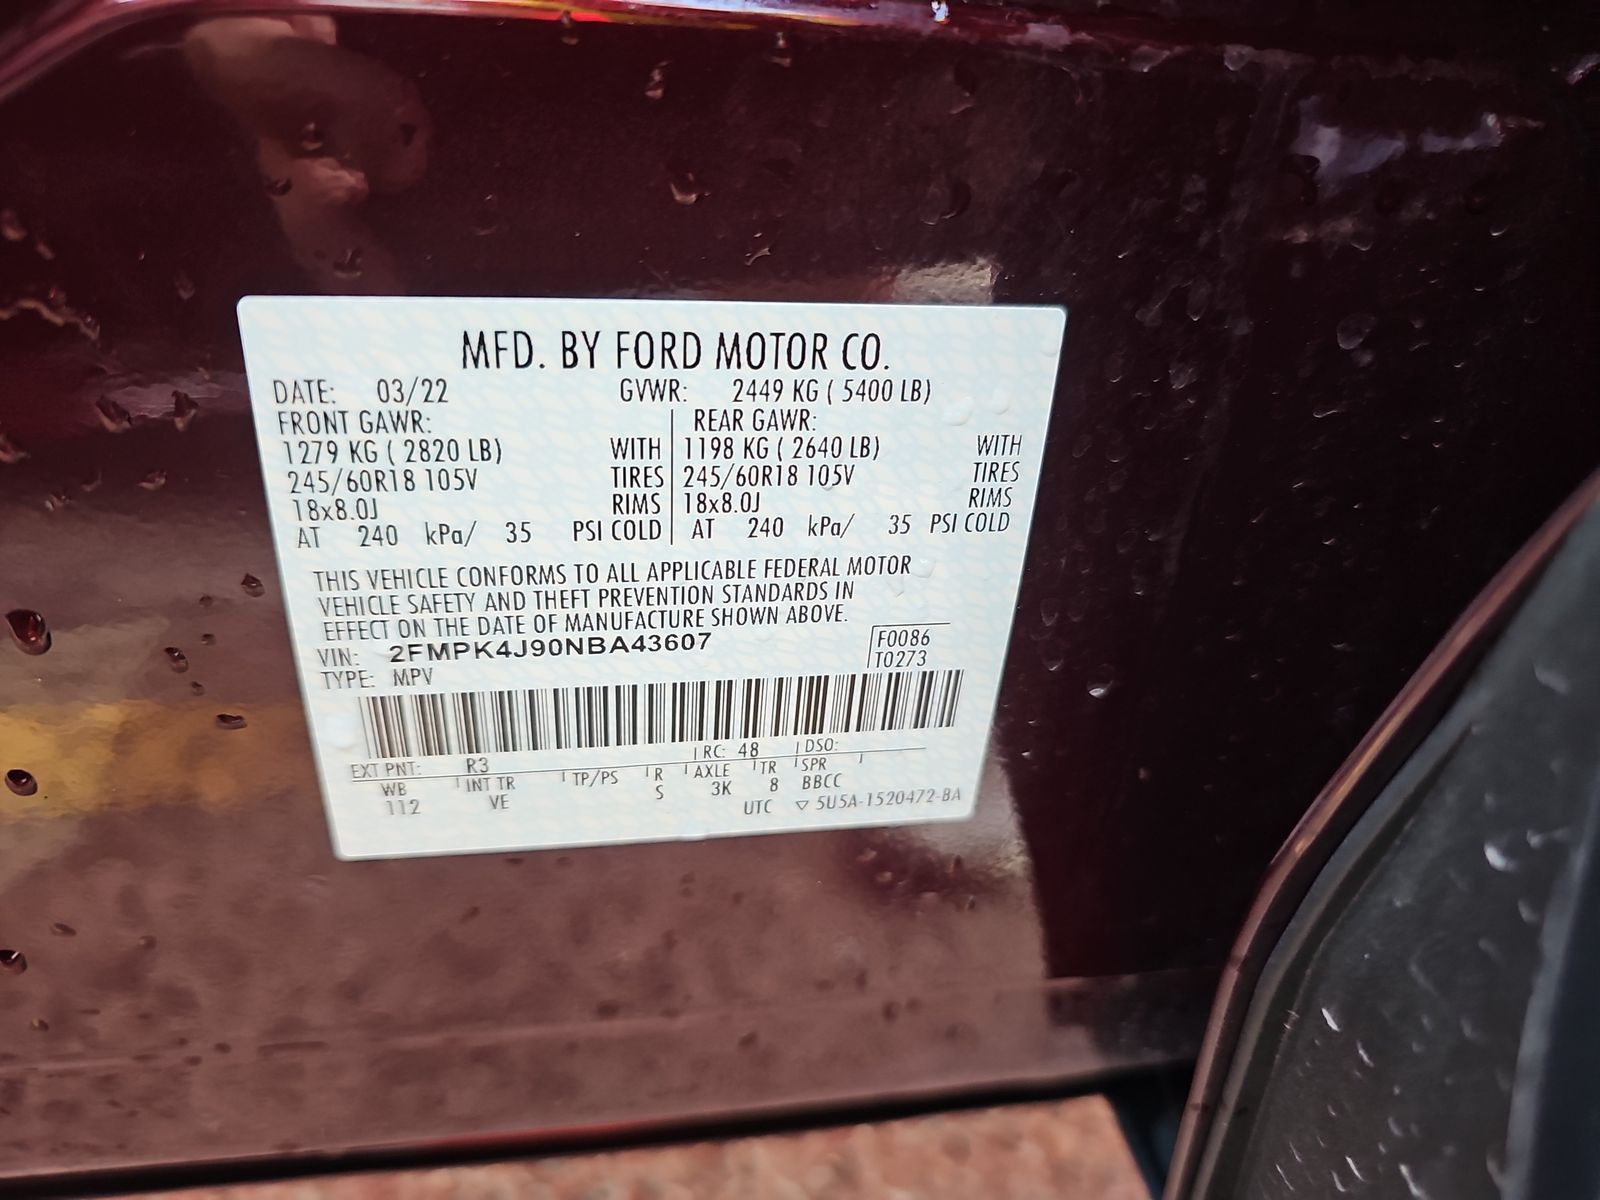 MFD. BY FORD MOTOR CO.
DATE: 03/22 GVWR: 2449 KG ( 5400 LB)
FRONT GAWR: REAR GAWR:
1279 KG ( 2820 LB) WITH 1198 KG ( 2640 LB) WITH
245/60R18 105V TIRES 245/60R18 105V TIRES
18x8.0J RIMS 18x8.0J RIMS
AT 240 kPa/ 35 PSI COLD AT 240 kPa/ 35 PSI COLD
THIS VEHICLE CONFORMS TO ALL APPLICABLE FEDERAL MOTOR
VEHICLE SAFETY AND THEFT PREVENTION STANDARDS IN
EFFECT ON THE DATE OF MANUFACTURE SHOWN ABOVE.
VIN: 2FMPK4J90NBA43607 F0086
TYPE: MPV T0273
EXT PNT: R3 RC: 48 DSO:
WB INT TR TP/PS R AXLE TR SPR
112 VE S 3K 8 BBCC
UTC ▽ 5U5A-1520472-BA